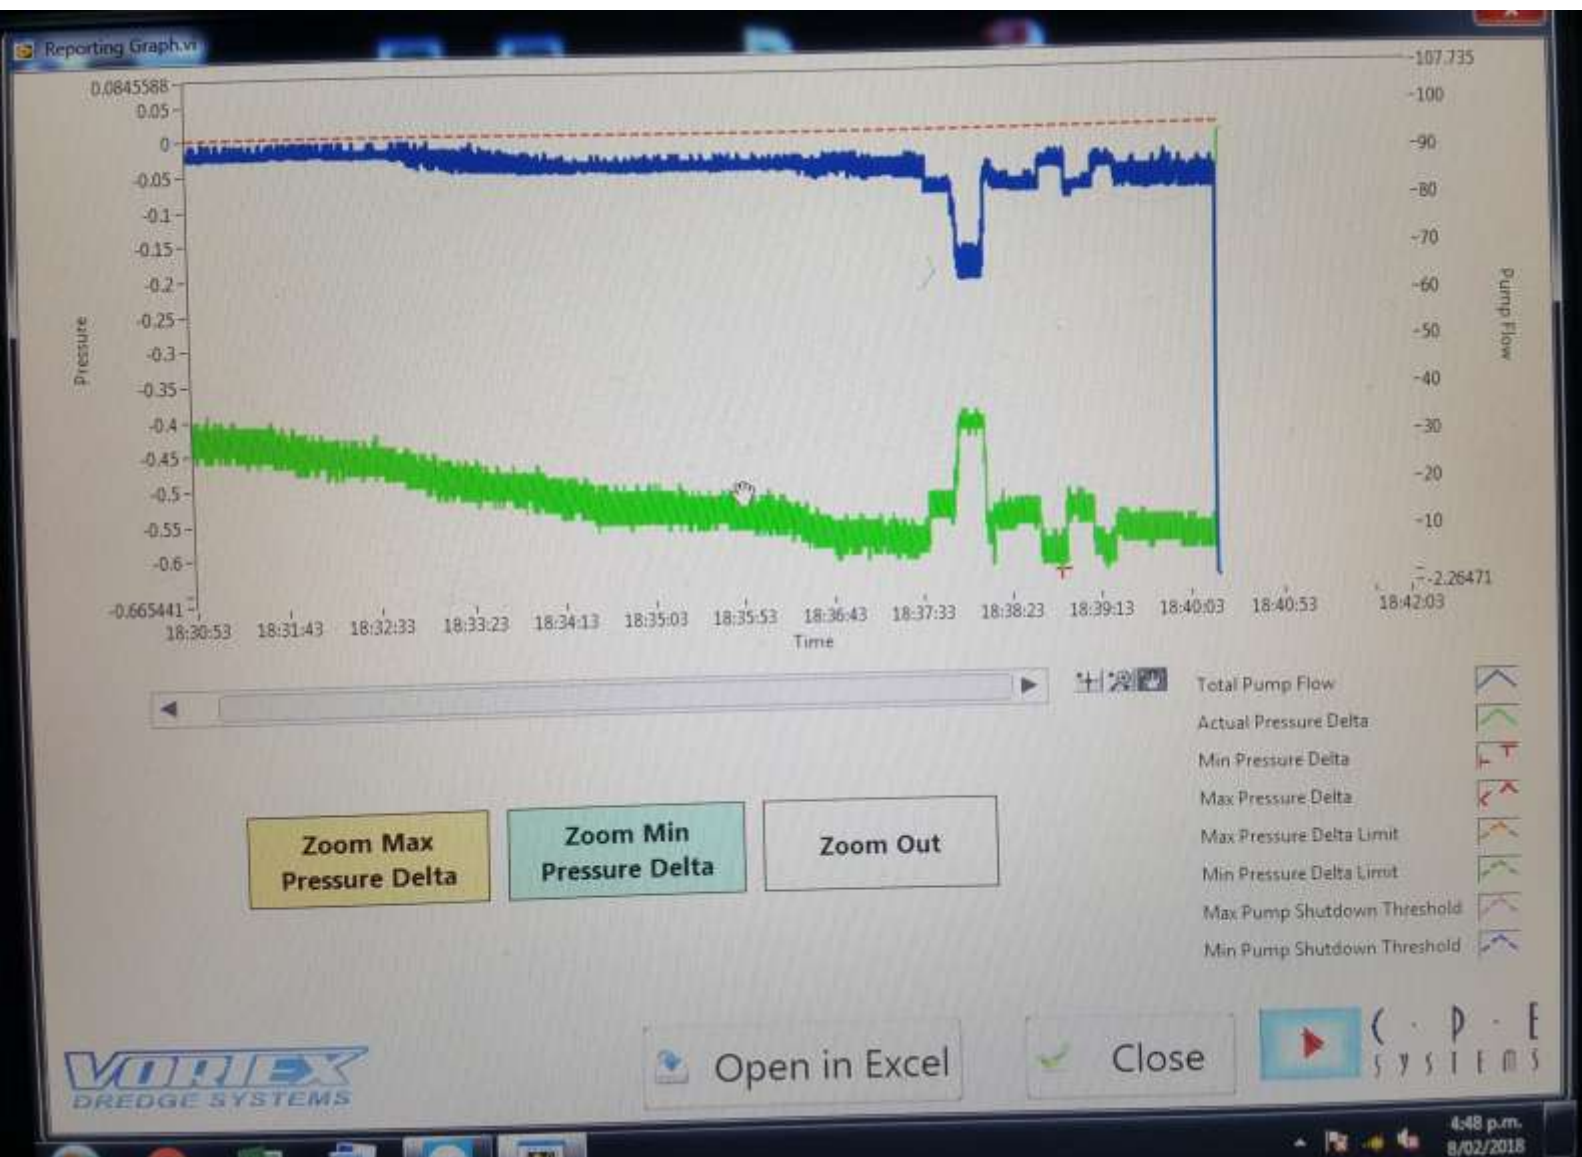 Reporting Graph.vi
0.0845588
0.05
0
-0.05
-0.1
-0.15
-0.2
-0.25
-0.3
-0.35
-0.4
-0.45
-0.5
-0.55
-0.6
-0.665441
Pressure
107.735
100
90
80
70
60
50
40
30
20
10
-2.26471
Pump Flow
18:30:53 18:31:43 18:32:33 18:33:23 18:34:13 18:35:03 18:35:53 18:36:43 18:37:33 18:38:23 18:39:13 18:40:03 18:40:53 18:42:03
Time
Total Pump Flow
Actual Pressure Delta
Min Pressure Delta
Max Pressure Delta
Max Pressure Delta Limit
Min Pressure Delta Limit
Max Pump Shutdown Threshold
Min Pump Shutdown Threshold
Zoom Max
Pressure Delta
Zoom Min
Pressure Delta
Zoom Out
VORTEX
DREDGE SYSTEMS
Open in Excel
Close
C · P · E
SYSTEMS
4:48 p.m.
8/02/2018